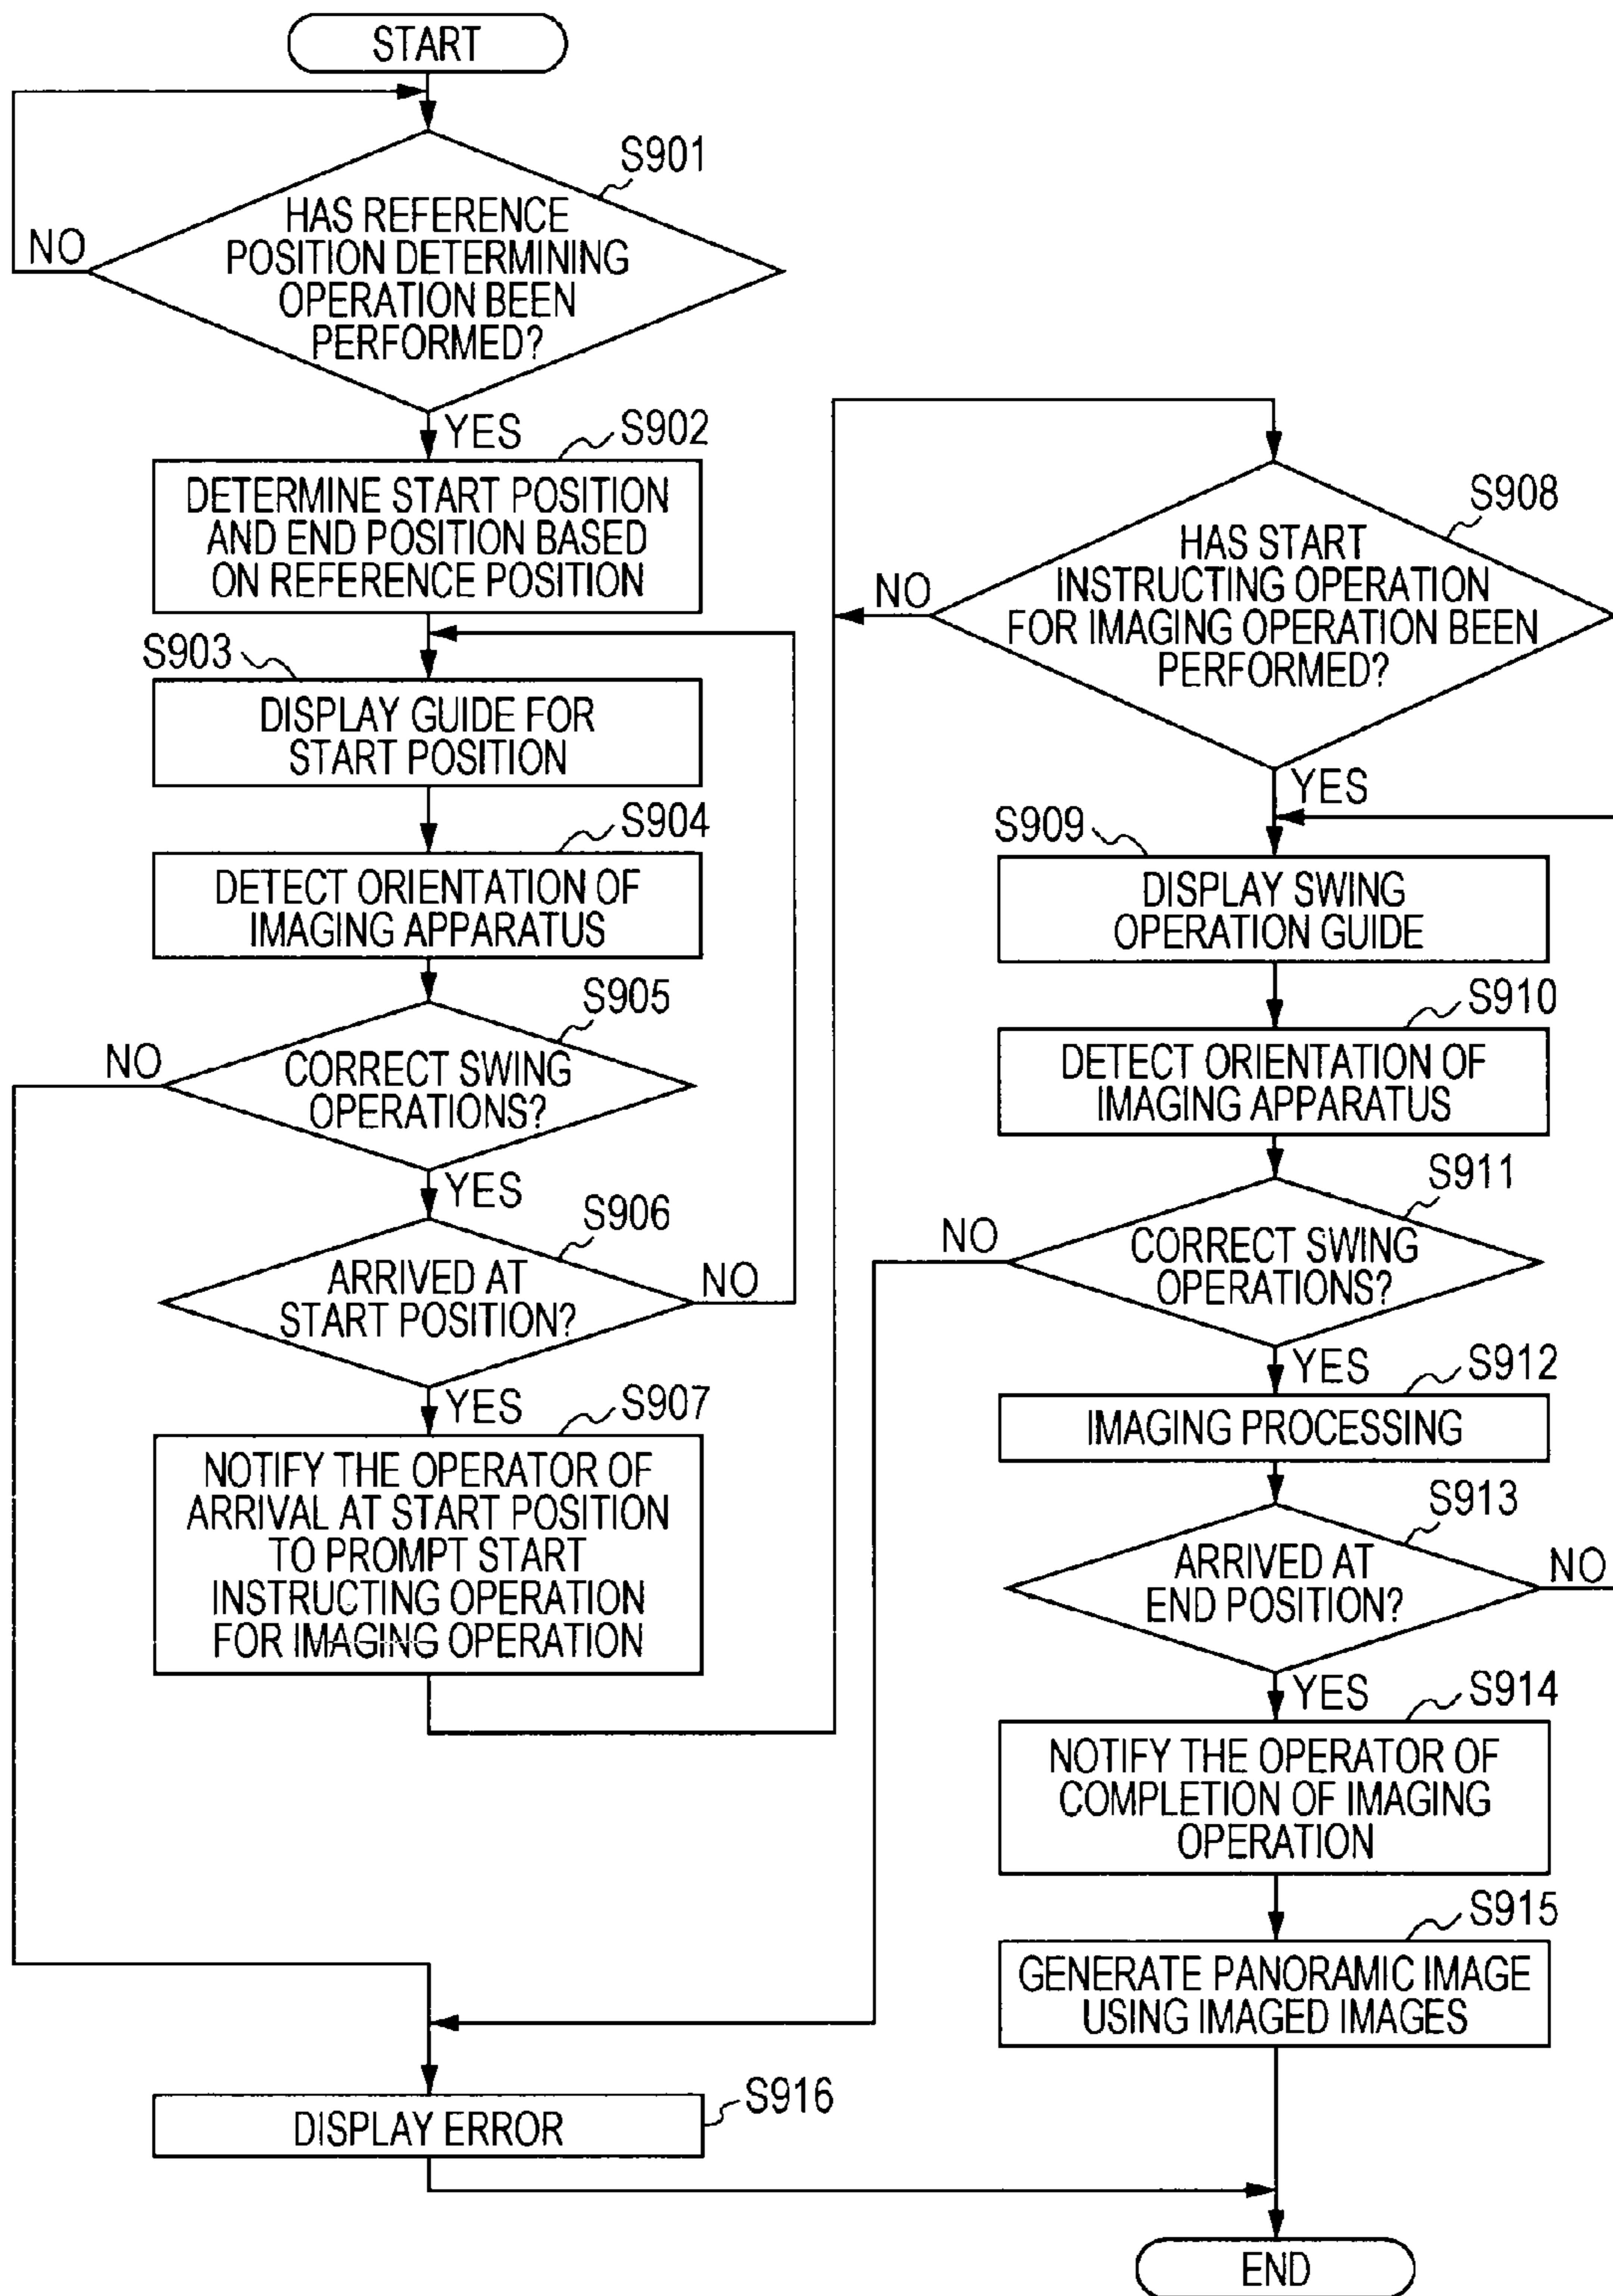 START
S901
HAS REFERENCE
POSITION DETERMINING
OPERATION BEEN
PERFORMED?
NO
YES
S902
DETERMINE START POSITION
AND END POSITION BASED
ON REFERENCE POSITION
S903
DISPLAY GUIDE FOR
START POSITION
S904
DETECT ORIENTATION OF
IMAGING APPARATUS
S905
NO
CORRECT SWING
OPERATIONS?
YES
S906
ARRIVED AT
START POSITION?
NO
YES
S907
NOTIFY THE OPERATOR OF
ARRIVAL AT START POSITION
TO PROMPT START
INSTRUCTING OPERATION
FOR IMAGING OPERATION
S908
HAS START
INSTRUCTING OPERATION
FOR IMAGING OPERATION BEEN
PERFORMED?
NO
YES
S909
DISPLAY SWING
OPERATION GUIDE
S910
DETECT ORIENTATION OF
IMAGING APPARATUS
S911
NO
CORRECT SWING
OPERATIONS?
YES
S912
IMAGING PROCESSING
S913
ARRIVED AT
END POSITION?
NO
YES
S914
NOTIFY THE OPERATOR OF
COMPLETION OF IMAGING
OPERATION
S915
GENERATE PANORAMIC IMAGE
USING IMAGED IMAGES
S916
DISPLAY ERROR
END